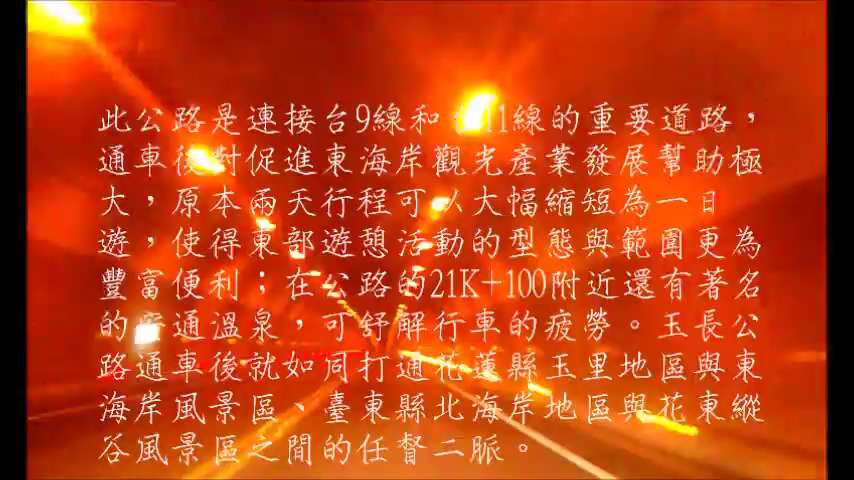 此公路是連接台9線和台11線的重要道路，
通車後對促進東海岸觀光產業發展幫助極
大，原本兩天行程可以大幅縮短為一日
遊，使得東部遊憩活動的型態與範圍更為
豐富便利；在公路的21K+100附近還有著名
的安通溫泉，可舒解行車的疲勞。玉長公
路通車後就如同打通花蓮縣玉里地區與東
海岸風景區、臺東縣北海岸地區與花東縱
谷風景區之間的任督二脈。